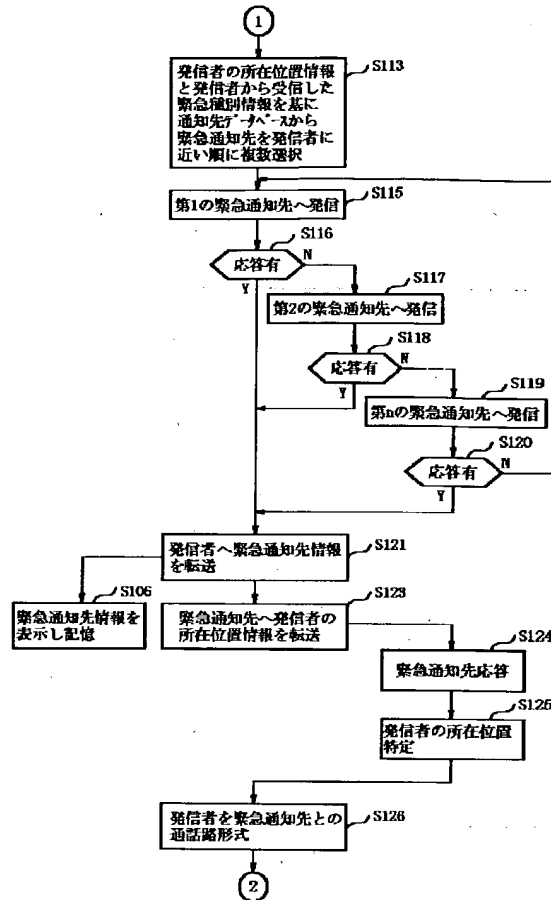 1
S113
発信者の所在位置情報
と発信者から受信した
緊急種別情報を基に
通知先データベースから
緊急通知先を発信者に
近い順に複数選択
S115
第1の緊急通知先へ発信
S116
応答有
N
Y
S117
第2の緊急通知先へ発信
S118
応答有
N
Y
S119
第nの緊急通知先へ発信
S120
応答有
N
Y
S121
発信者へ緊急通知先情報
を転送
S106
緊急通知先情報を
表示し記憶
S123
緊急通知先へ発信者の
所在位置情報を転送
S124
緊急通知先応答
S125
発信者の所在位置
特定
S126
発信者を緊急通知先との
通話路形式
2